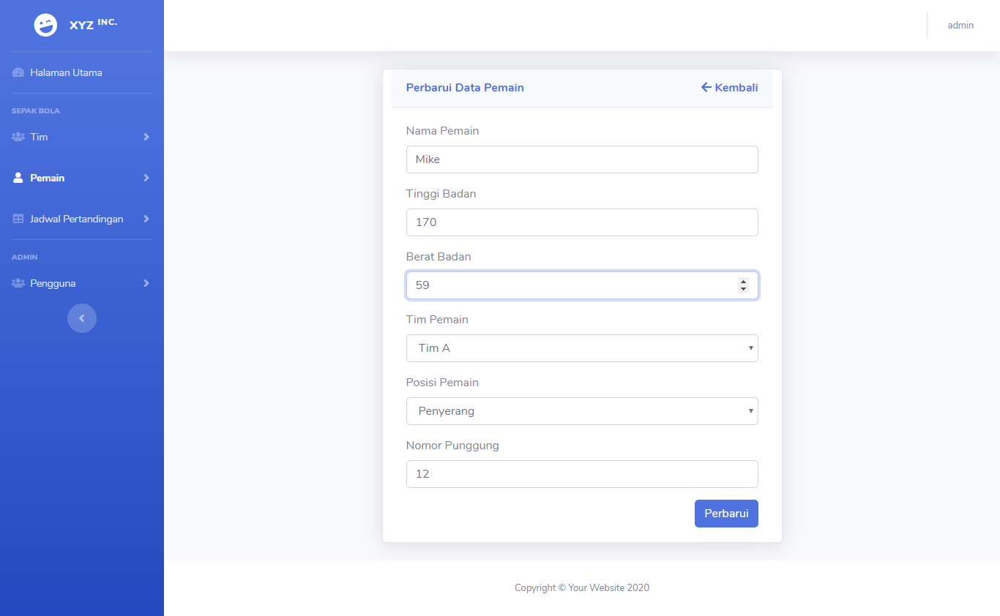 XYZ INC.
admin
Halaman Utama
SEPAK BOLA
Tim
Pemain
Jadwal Pertandingan
ADMIN
Pengguna
Perbarui Data Pemain
Kembali
Nama Pemain
Mike
Tinggi Badan
170
Berat Badan
59
Tim Pemain
Tim A
Posisi Pemain
Penyerang
Nomor Punggung
12
Perbarui
Copyright © Your Website 2020